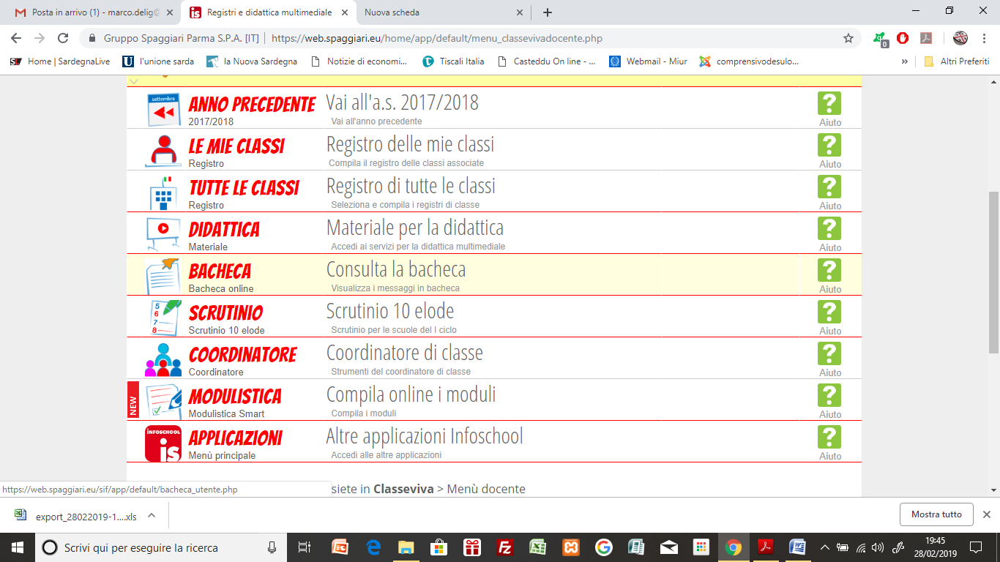 Posta in arrivo (1) - marco.delig@
Registri e didattica multimediale
Nuova scheda
Gruppo Spaggiari Parma S.P.A. [IT] | https://web.spaggiari.eu/home/app/default/menu_classevivadocente.php
0
Home | SardegnaLive
l'unione sarda
la Nuova Sardegna
Notizie di economi...
Tiscali Italia
Casteddu On line - ...
Webmail - Miur
comprensivodesulo...
»
Altri Preferiti
settembre
ANNO PRECEDENTE
2017/2018
Vai all'a.s. 2017/2018
Vai all'anno precedente
?
Aiuto
LE MIE CLASSI
Registro
Registro delle mie classi
Compila il registro delle classi associate
?
Aiuto
TUTTE LE CLASSI
Registro
Registro di tutte le classi
Seleziona e compila i registri di classe
?
Aiuto
DIDATTICA
Materiale
Materiale per la didattica
Accedi ai servizi per la didattica multimediale
?
Aiuto
BACHECA
Bacheca online
Consulta la bacheca
Visualizza i messaggi in bacheca
?
Aiuto
5
6
7
8
SCRUTINIO
Scrutinio 10 elode
Scrutinio 10 elode
Scrutinio per le scuole del I ciclo
?
Aiuto
COORDINATORE
Coordinatore
Coordinatore di classe
Strumenti del coordinatore di classe
?
Aiuto
NEW
MODULISTICA
Modulistica Smart
Compila online i moduli
Compila i moduli
?
Aiuto
INFOSCHOOL
is
APPLICAZIONI
Menù principale
Altre applicazioni Infoschool
Accedi alle altre applicazioni
?
Aiuto
siete in Classeviva > Menù docente
https://web.spaggiari.eu/sif/app/default/bacheca_utente.php
export_28022019-1....xls
Mostra tutto
Scrivi qui per eseguire la ricerca
19:45
28/02/2019